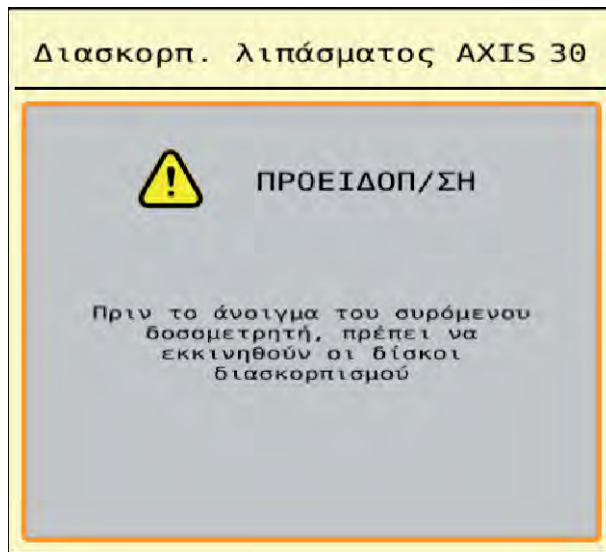 Διασκορπ. λιπάσματος AXIS 30
ΠΡΟΕΙΔΟΠ/ΣΗ
Πριν το άνοιγμα του συρόμενου
δοσομετρητή, πρέπει να
εκκινηθούν οι δίσκοι
διασκορπισμού